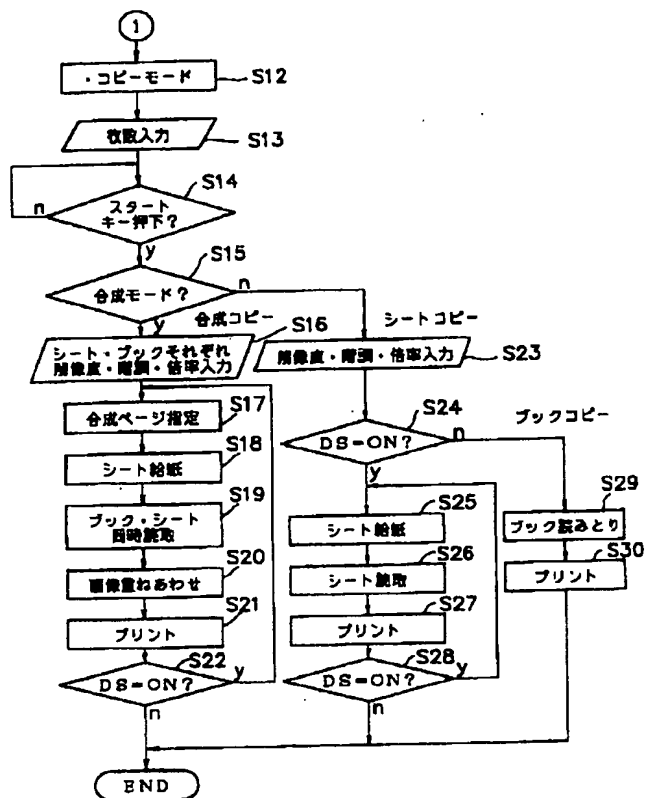 1
・コピーモード
S12
枚数入力
S13
S14
スタート
キー押下?
n
y
S15
合成モード?
n
y
合成コピー
S16
シート・ブックそれぞれ
解像度・階調・倍率入力
シートコピー
解像度・階調・倍率入力
S23
S17
合成ページ指定
S18
シート給紙
S19
ブック・シート
同時読取
S20
画像重ねあわせ
S21
プリント
S22
DS=ON?
y
n
S24
DS=ON?
n
y
ブックコピー
S25
シート給紙
S26
シート読取
S27
プリント
S28
DS=ON?
y
n
S29
ブック読みとり
S30
プリント
END